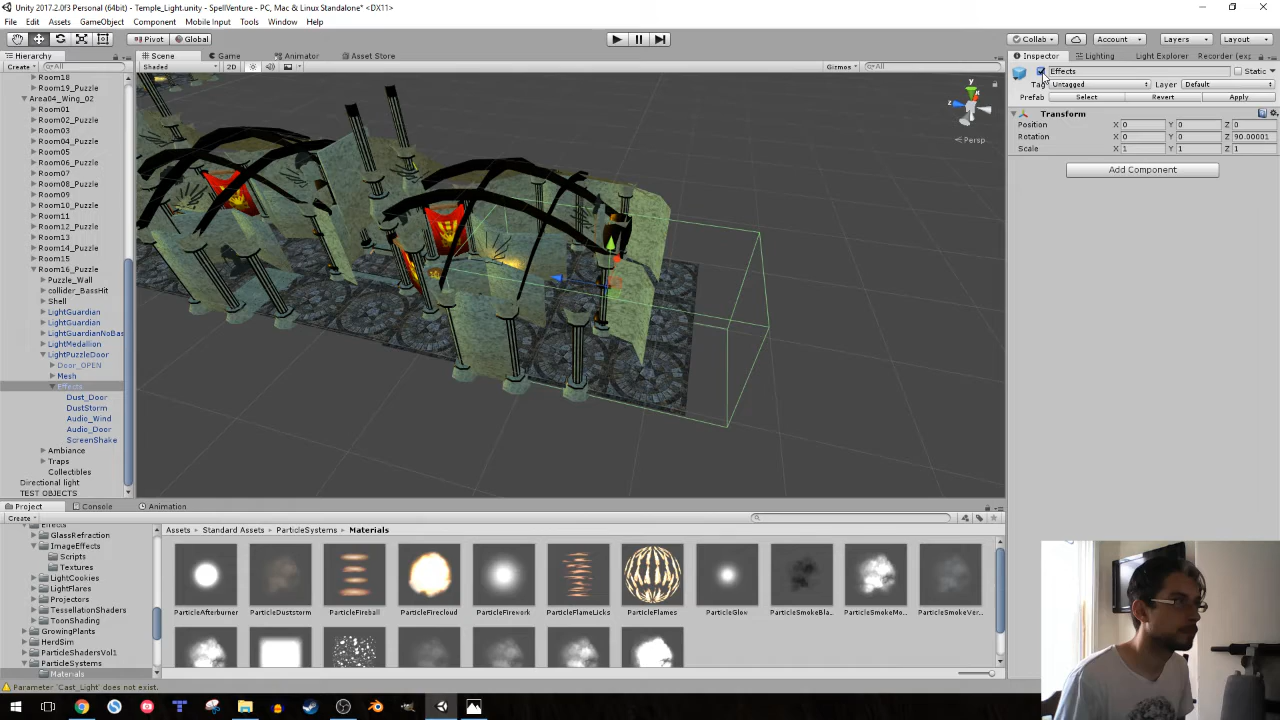 Unity 2017.2.0f3 Personal (64bit) - Temple_Light.unity - SpellVenture - PC, Mac & Linux Standalone* <DX11>
File Edit Assets GameObject Component Mobile Input Tools Window Help
Pivot Global Collab Account Layers Layout
Hierarchy Scene Game Animator Asset Store Inspector Lighting Light Explorer Recorder (exp
Create Shaded 2D Gizmos All
Effects Static
Tag Untagged Layer Default
Prefab Select Revert Apply
Transform
Position X 0 Y 0 Z 0
Rotation X 0 Y 0 Z 90.00001
Scale X 1 Y 1 Z 1
Add Component
y
z
Persp
Room18
Area04_Wing_02
Room01
Room02_Puzzle
Room03
Room04_Puzzle
Room05
Room06_Puzzle
Room07
Room08_Puzzle
Room09
Room10_Puzzle
Room11
Room12_Puzzle
Room13
Room14_Puzzle
Room15
Room16_Puzzle
Puzzle_Wall
collider_BassHit
Shell
LightGuardian
LightGuardian
LightGuardianNoBas
LightMedallion
LightPuzzleDoor
Door_OPEN
Mesh
Effects
Dust_Door
DustStorm
Audio_Wind
Audio_Door
ScreenShake
Ambiance
Traps
Collectibles
Directional light
TEST OBJECTS
Project Console Animation
Create
Effects
GlassRefraction
ImageEffects
Scripts
Textures
LightCookies
LightFlares
Projectors
TessellationShaders
ToonShading
GrowingPlants
HerdSim
ParticleShadersVol1
ParticleSystems
Materials
Assets Standard Assets ParticleSystems Materials
ParticleAfterburner ParticleDuststorm ParticleFireball ParticleFirecloud ParticleFirework ParticleFlameLicks ParticleFlames ParticleGlow ParticleSmokeBla... ParticleSmokeMo... ParticleSmokeVer...
Parameter 'Cast_Light' does not exist.